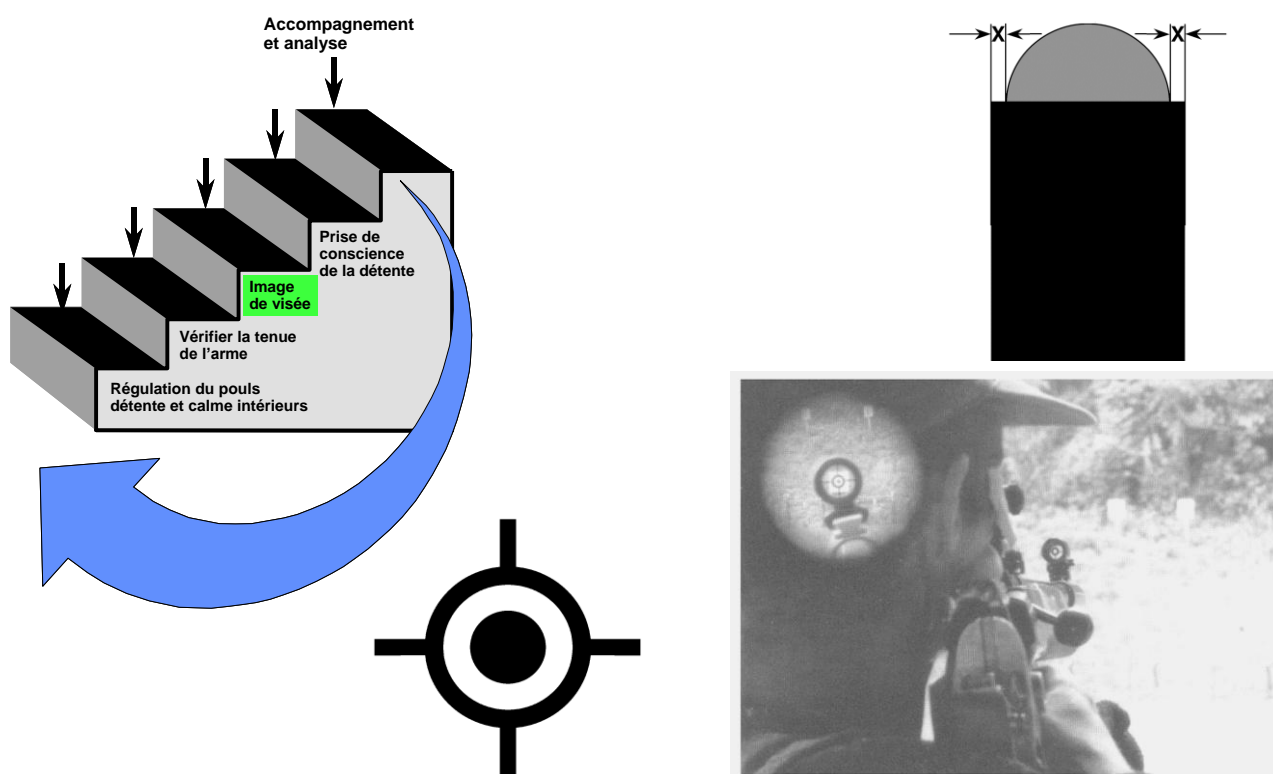 Accompagnement
et analyse
X
X
Prise de
conscience
de la détente
Image
de visée
Vérifier la tenue
de l'arme
Régulation du pouls
détente et calme intérieurs